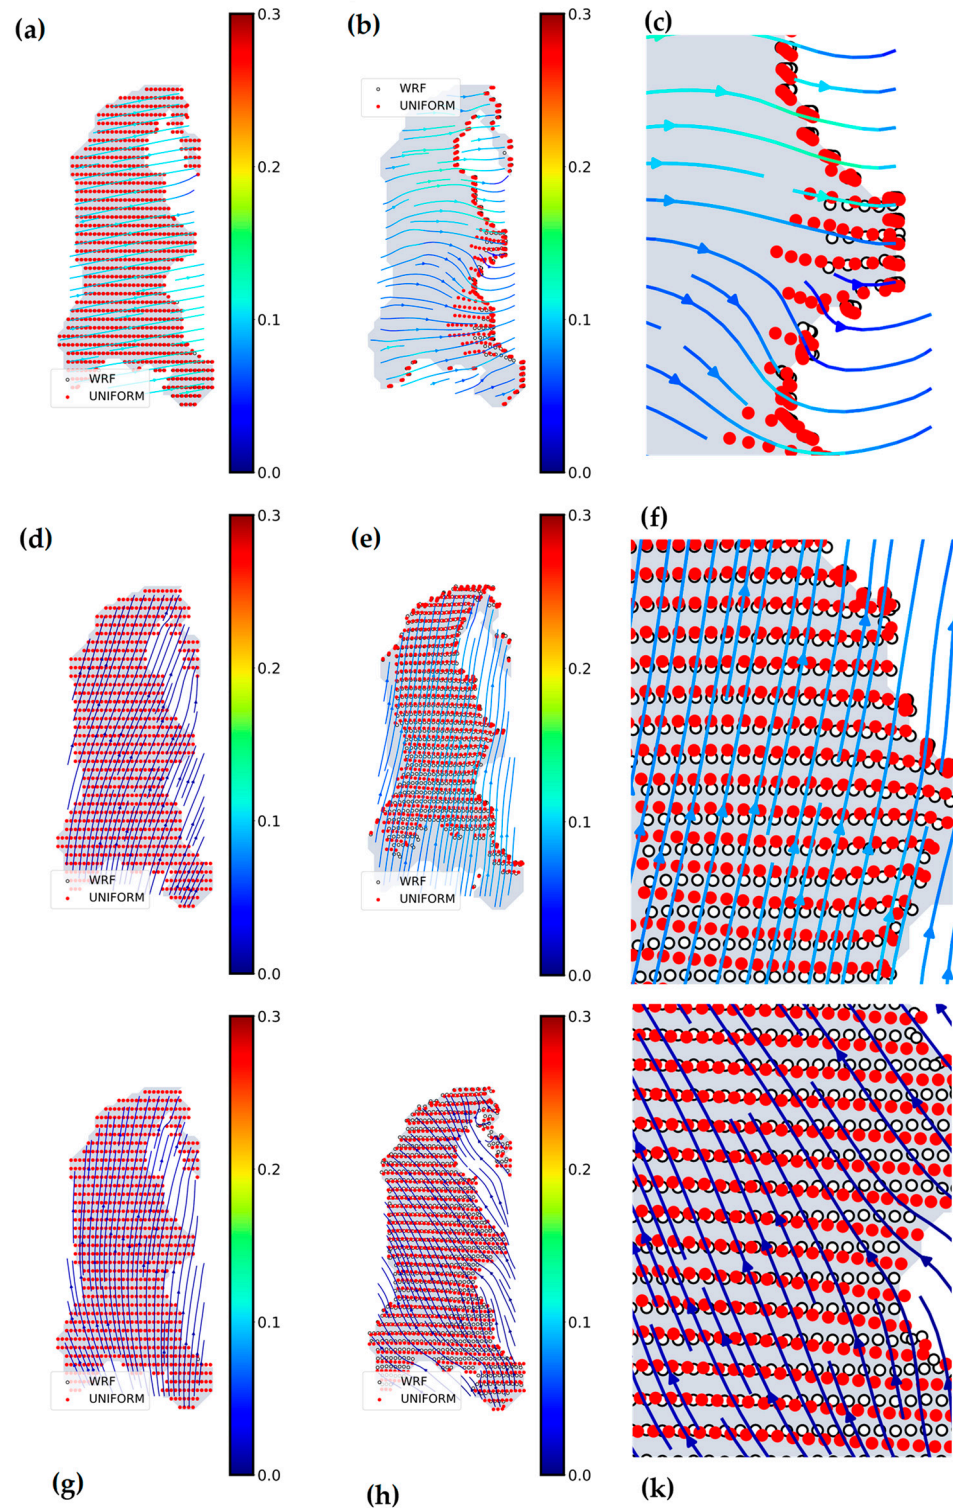 (a)
0.3
0.2
0.1
0.0
WRF
UNIFORM
(b)
WRF
UNIFORM
0.3
0.2
0.1
0.0
(c)
(d)
0.3
0.2
0.1
0.0
WRF
UNIFORM
(e)
0.3
0.2
0.1
0.0
WRF
UNIFORM
(f)
0.3
0.2
0.1
0.0
WRF
UNIFORM
(g)
0.3
0.2
0.1
0.0
WRF
UNIFORM
(h)
(k)